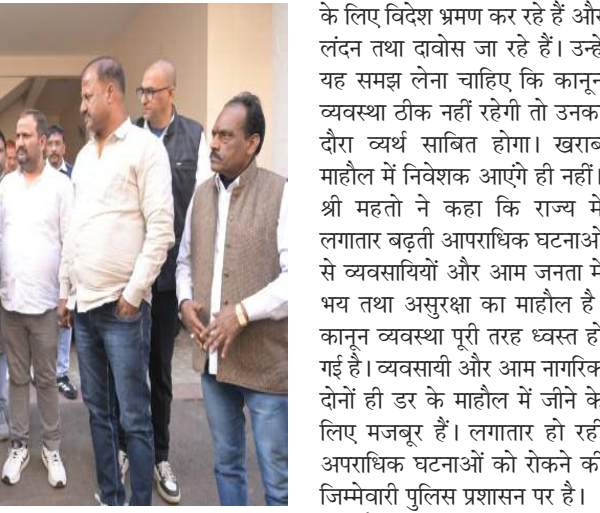 के लिए विदेश भ्रमण कर रहे हैं और
लंदन तथा दावोस जा रहे हैं। उन्हें
यह समझ लेना चाहिए कि कानून
व्यवस्था ठीक नहीं रहेगी तो उनका
दौरा व्यर्थ साबित होगा। खराब
माहौल में निवेशक आएंगे ही नहीं।
श्री महतो ने कहा कि राज्य में
लगातार बढ़ती आपराधिक घटनाओं
से व्यवसायियों और आम जनता में
भय तथा असुरक्षा का माहौल है
कानून व्यवस्था पूरी तरह ध्वस्त हो
गई है। व्यवसायी और आम नागरिक
दोनों ही डर के माहौल में जीने के
लिए मजबूर हैं। लगातार हो रही
अपराधिक घटनाओं को रोकने की
जिम्मेवारी पुलिस प्रशासन पर है।